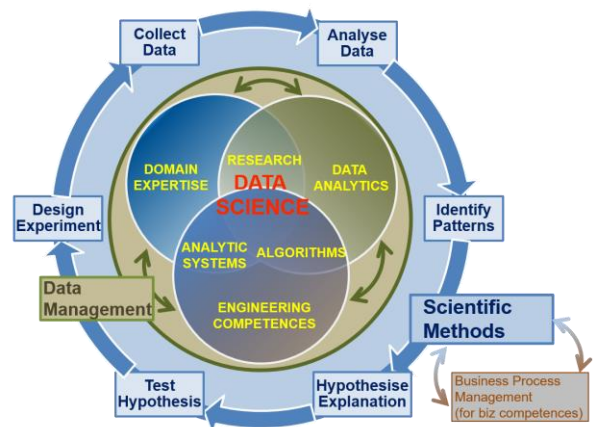 Collect
Data
Analyse
Data
RESEARCH
DOMAIN
EXPERTISE
DATA
ANALYTICS
DATA
SCIENCE
Design
Experiment
Identify
Patterns
ANALYTIC
SYSTEMS
ALGORITHMS
Data
Management
ENGINEERING
COMPETENCES
Scientific
Methods
Test
Hypothesis
Hypothesise
Explanation
Business Process
Management
(for biz competences)